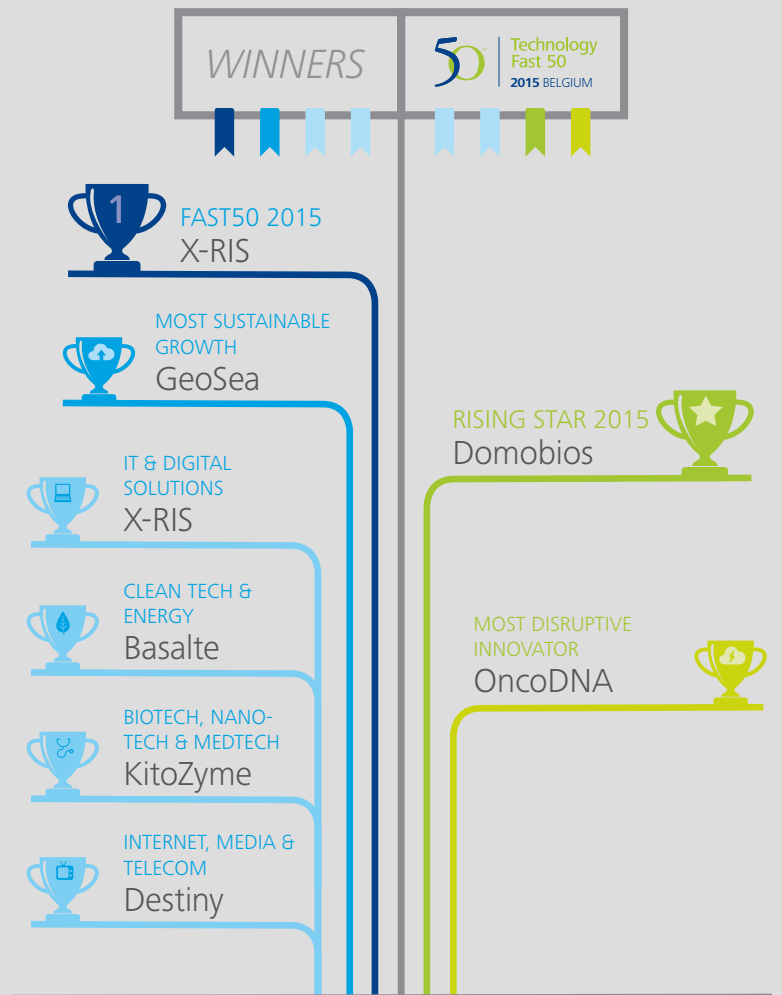 WINNERS
50
Technology
Fast 50
2015 BELGIUM
1
FAST50 2015
X-RIS
MOST SUSTAINABLE
GROWTH
GeoSea
IT & DIGITAL
SOLUTIONS
X-RIS
CLEAN TECH &
ENERGY
Basalte
BIOTECH, NANO-
TECH & MEDTECH
KitoZyme
INTERNET, MEDIA &
TELECOM
Destiny
RISING STAR 2015
Domobios
MOST DISRUPTIVE
INNOVATOR
OncoDNA